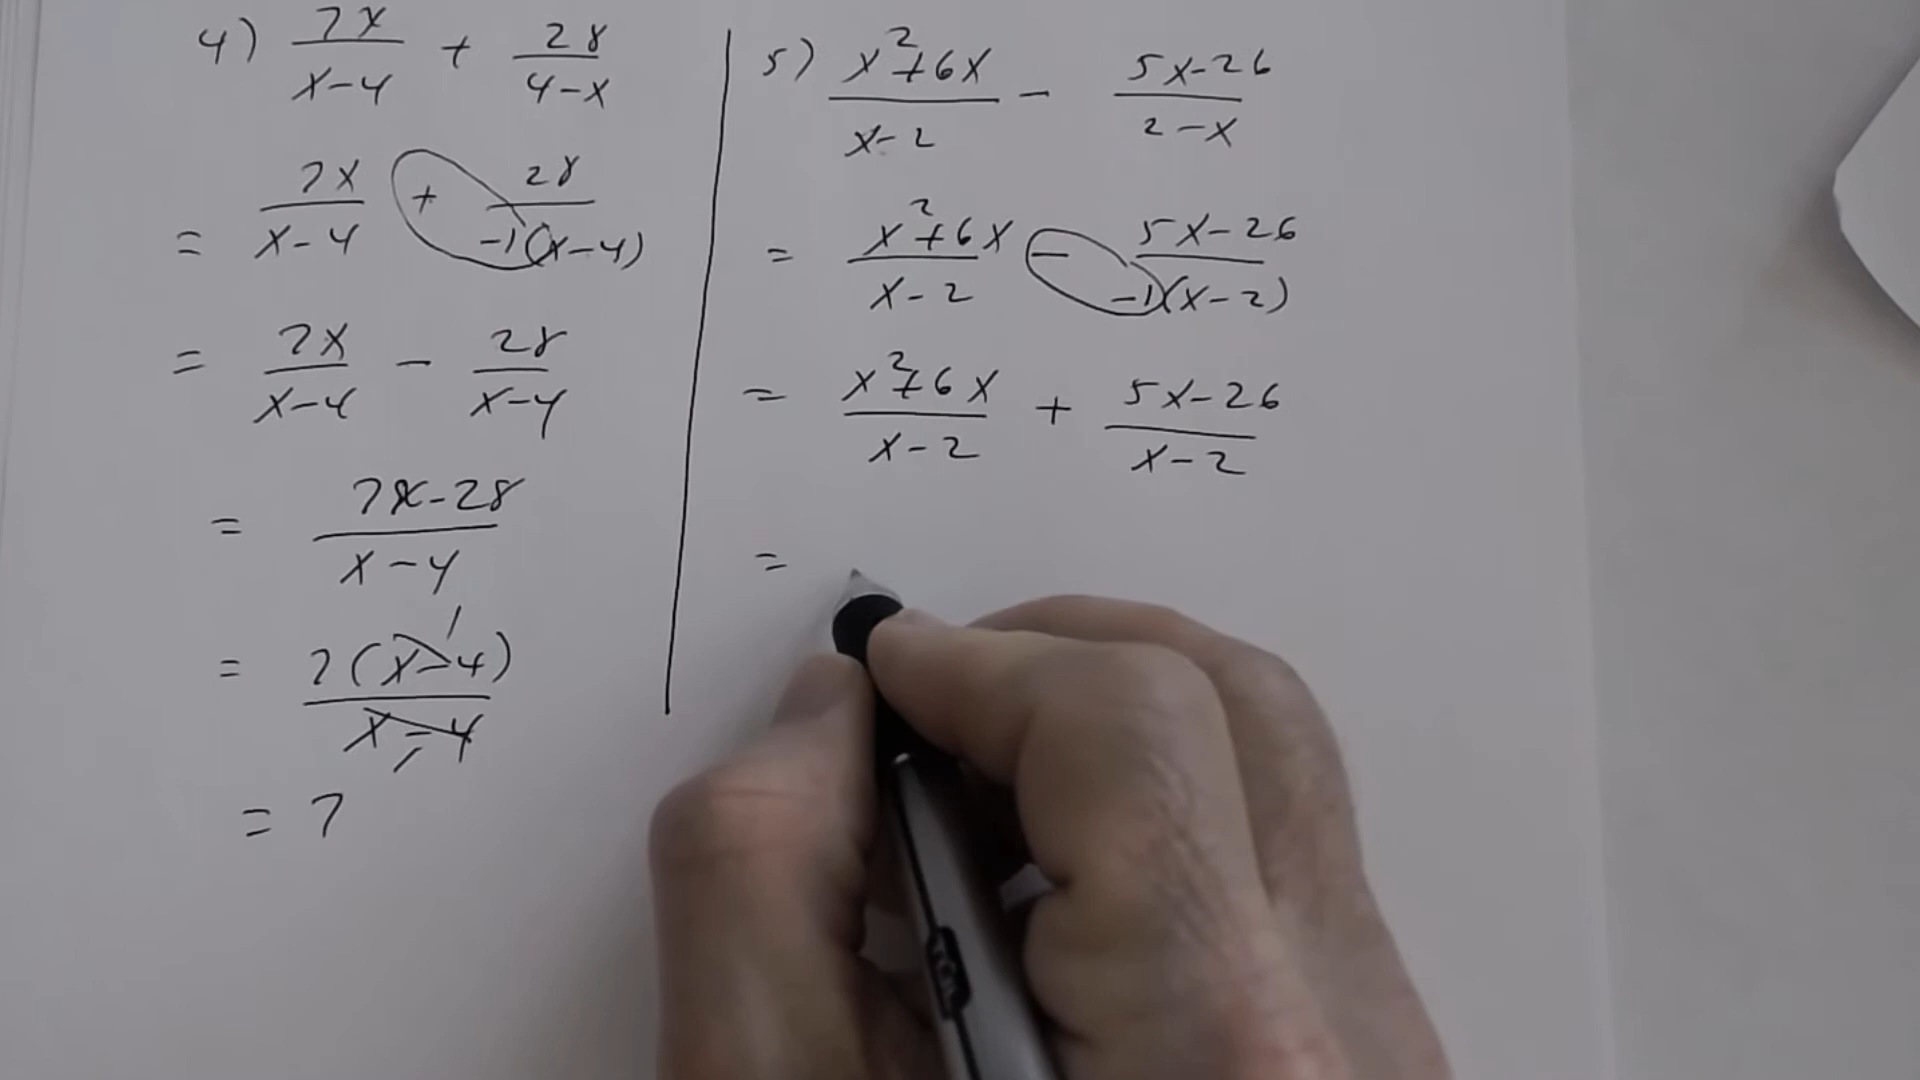 4) 7x/(x-4) + 28/(4-x)
= 7x/(x-4) + 28/(-1(x-4))
= 7x/(x-4) - 28/(x-4)
= (7x-28)/(x-4)
= 7(x-4)/(x-4)
= 7
5) (x²+6x)/(x-2) - (5x-26)/(2-x)
= (x²+6x)/(x-2) - (5x-26)/(-1(x-2))
= (x²+6x)/(x-2) + (5x-26)/(x-2)
=